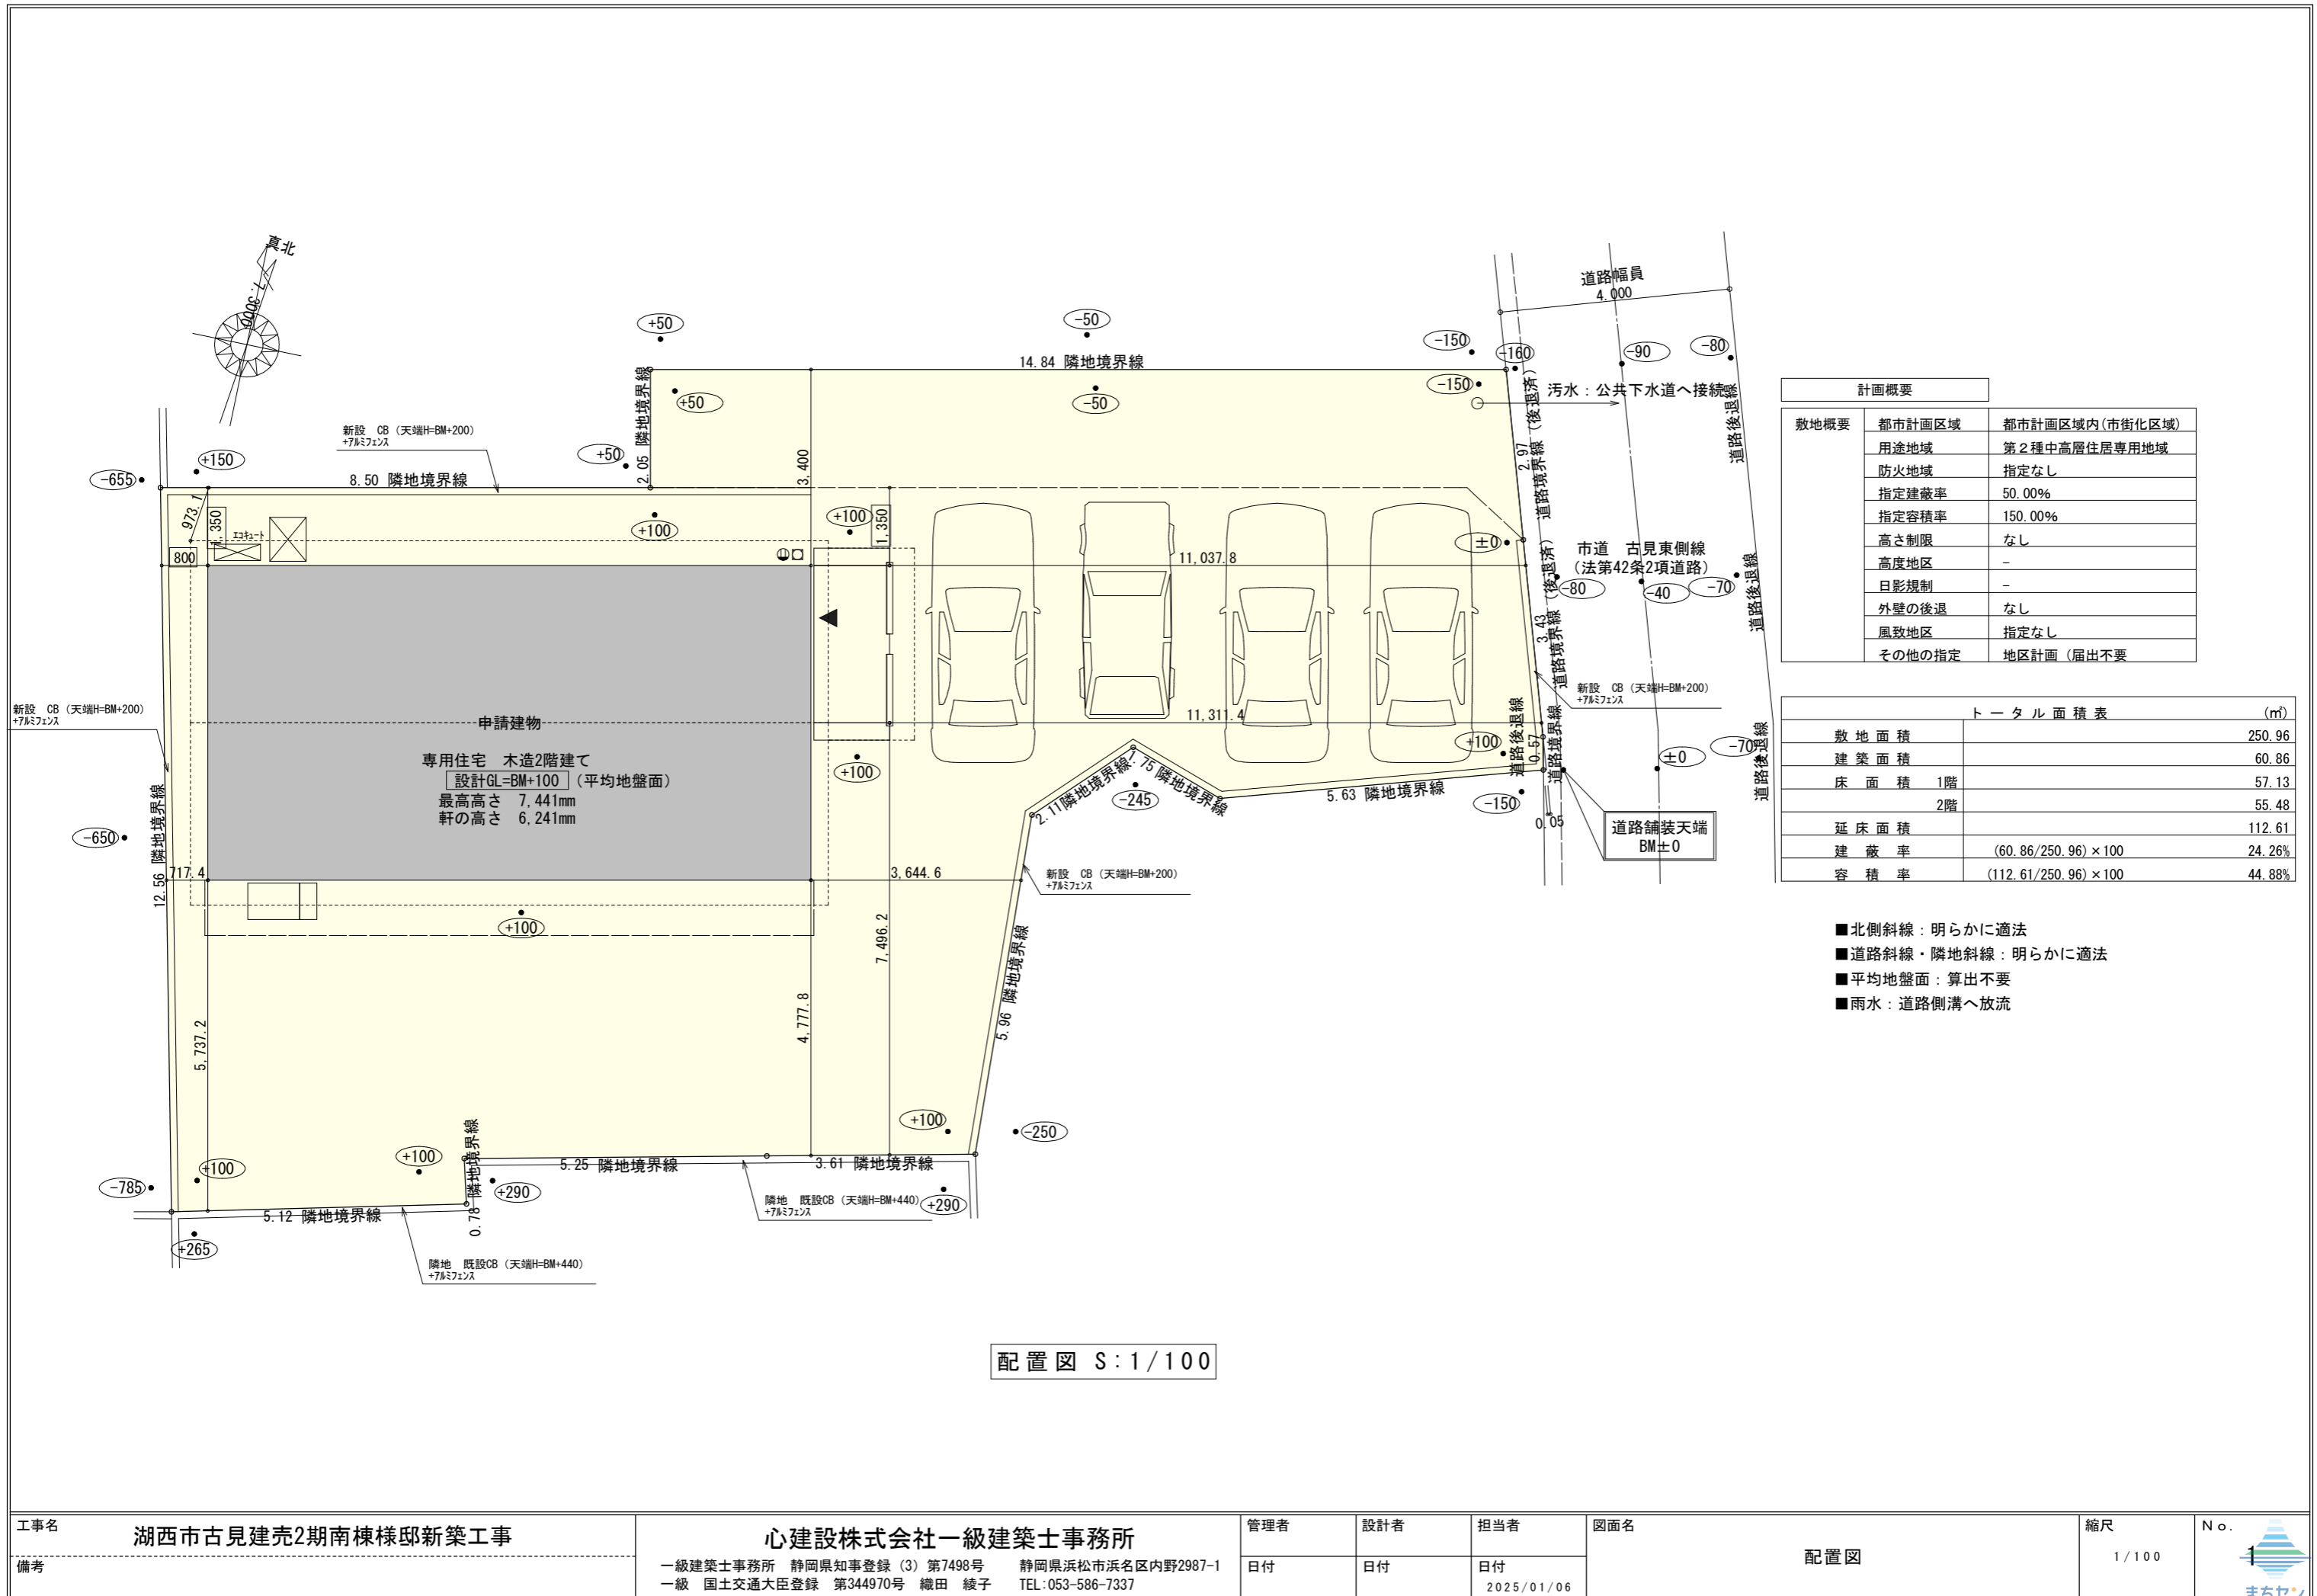 真北
7.3000
+50
-50
-150
-160
道路幅員
4.000
-90
-80
14.84 隣地境界線
+50
-50
-150
汚水：公共下水道へ接続
道路後退線
2.05 隣地境界線
+50
3,400
2.97 道路境界線（後退済）
新設 CB（天端H=BM+200）
+ｱﾙﾐﾌｪﾝｽ
+150
-655
8.50 隣地境界線
973.1
1,350
ｴｺｷｭｰﾄ
800
+100
+100
1,350
±0
11,037.8
市道 古見東側線
（法第42条2項道路）
-80
-40
-70
道路後退線
3.43 道路境界線（後退済）
新設 CB（天端H=BM+200）
+ｱﾙﾐﾌｪﾝｽ
新設 CB（天端H=BM+200）
+ｱﾙﾐﾌｪﾝｽ
11,311.4
申請建物
専用住宅 木造2階建て
設計GL=BM+100（平均地盤面）
最高高さ 7,441mm
軒の高さ 6,241mm
+100
+100
道路後退線
0.57 道路境界線
±0
-70
道路後退線
2.11隣地境界線
1.75 隣地境界線
-245
5.63 隣地境界線
-150
0.05
道路舗装天端
BM±0
-650
12.56 隣地境界線
717.4
3,644.6
新設 CB（天端H=BM+200）
+ｱﾙﾐﾌｪﾝｽ
+100
7,496.2
5.96 隣地境界線
5,737.2
4,777.8
+100
-250
+100
+100
-785
0.78 隣地境界線
5.25 隣地境界線
3.61 隣地境界線
+290
+290
隣地 既設CB（天端H=BM+440）
+ｱﾙﾐﾌｪﾝｽ
5.12 隣地境界線
+265
隣地 既設CB（天端H=BM+440）
+ｱﾙﾐﾌｪﾝｽ
計画概要
敷地概要 都市計画区域 都市計画区域内(市街化区域)
用途地域 第２種中高層住居専用地域
防火地域 指定なし
指定建蔽率 50.00%
指定容積率 150.00%
高さ制限 なし
高度地区 -
日影規制 -
外壁の後退 なし
風致地区 指定なし
その他の指定 地区計画（届出不要
トータル面積表 (㎡)
敷地面積 250.96
建築面積 60.86
床面積 1階 57.13
2階 55.48
延床面積 112.61
建蔽率 (60.86/250.96)×100 24.26%
容積率 (112.61/250.96)×100 44.88%
■北側斜線：明らかに適法
■道路斜線・隣地斜線：明らかに適法
■平均地盤面：算出不要
■雨水：道路側溝へ放流
配置図 S:1/100
工事名 湖西市古見建売2期南棟様邸新築工事
備考
心建設株式会社一級建築士事務所
一級建築士事務所 静岡県知事登録（3）第7498号 静岡県浜松市浜名区内野2987-1
一級 国土交通大臣登録 第344970号 織田 綾子 TEL:053-586-7337
管理者 設計者 担当者
日付 日付 日付
2025/01/06
図面名
配置図
縮尺
1/100
No.
1
まちセン